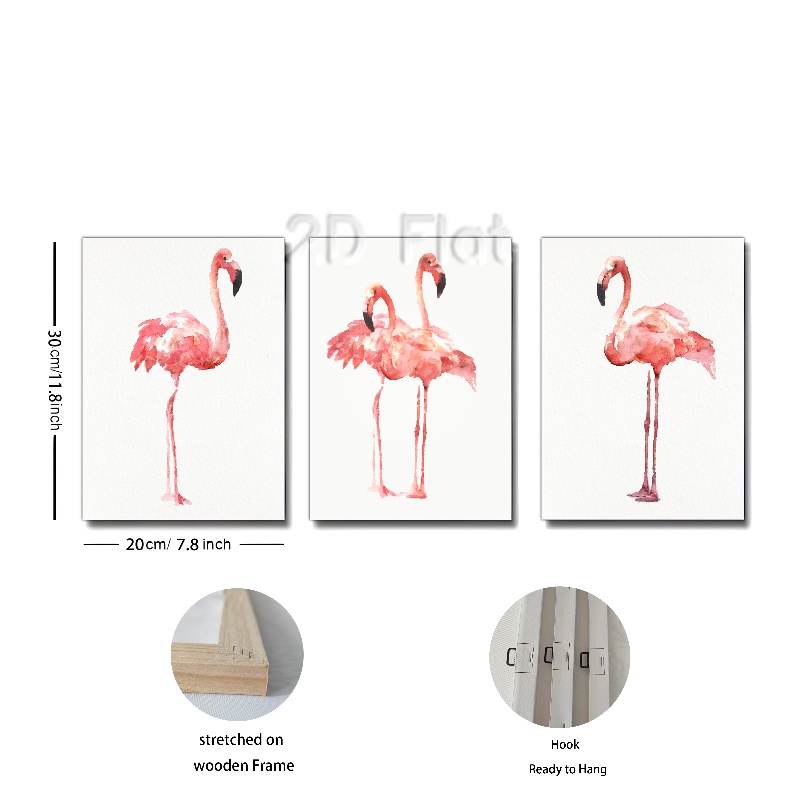 2D Flat
30cm/11.8inch
20cm/ 7.8 inch
stretched on
wooden Frame
Hook
Ready to Hang